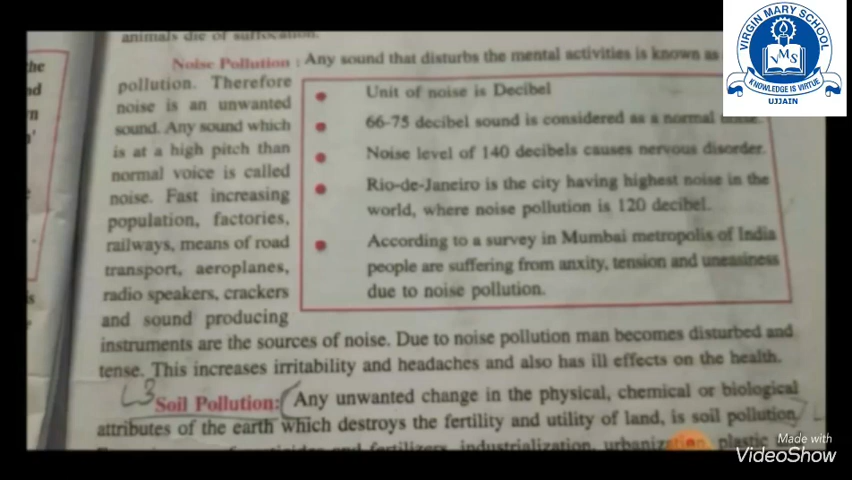 animals die of suffocation.
the
Noise Pollution : Any sound that disturbs the mental activities is known as
pollution. Therefore
noise is an unwanted
sound. Any sound which
is at a high pitch than
normal voice is called
noise. Fast increasing
population, factories,
railways, means of road
transport, aeroplanes,
radio speakers, crackers
and sound producing
• Unit of noise is Decibel
• 66-75 decibel sound is considered as a normal noise.
• Noise level of 140 decibels causes nervous disorder.
• Rio-de-Janeiro is the city having highest noise in the
world, where noise pollution is 120 decibel.
• According to a survey in Mumbai metropolis of India
people are suffering from anxity, tension and uneasiness
due to noise pollution.
instruments are the sources of noise. Due to noise pollution man becomes disturbed and
tense. This increases irritability and headaches and also has ill effects on the health.
Soil Pollution: Any unwanted change in the physical, chemical or biological
attributes of the earth which destroys the fertility and utility of land, is soil pollution
pesticides and fertilizers, industrialization, urbanization, plastic
VIRGIN MARY SCHOOL
VMS
KNOWLEDGE IS VIRTUE
UJJAIN
Made with
VideoShow